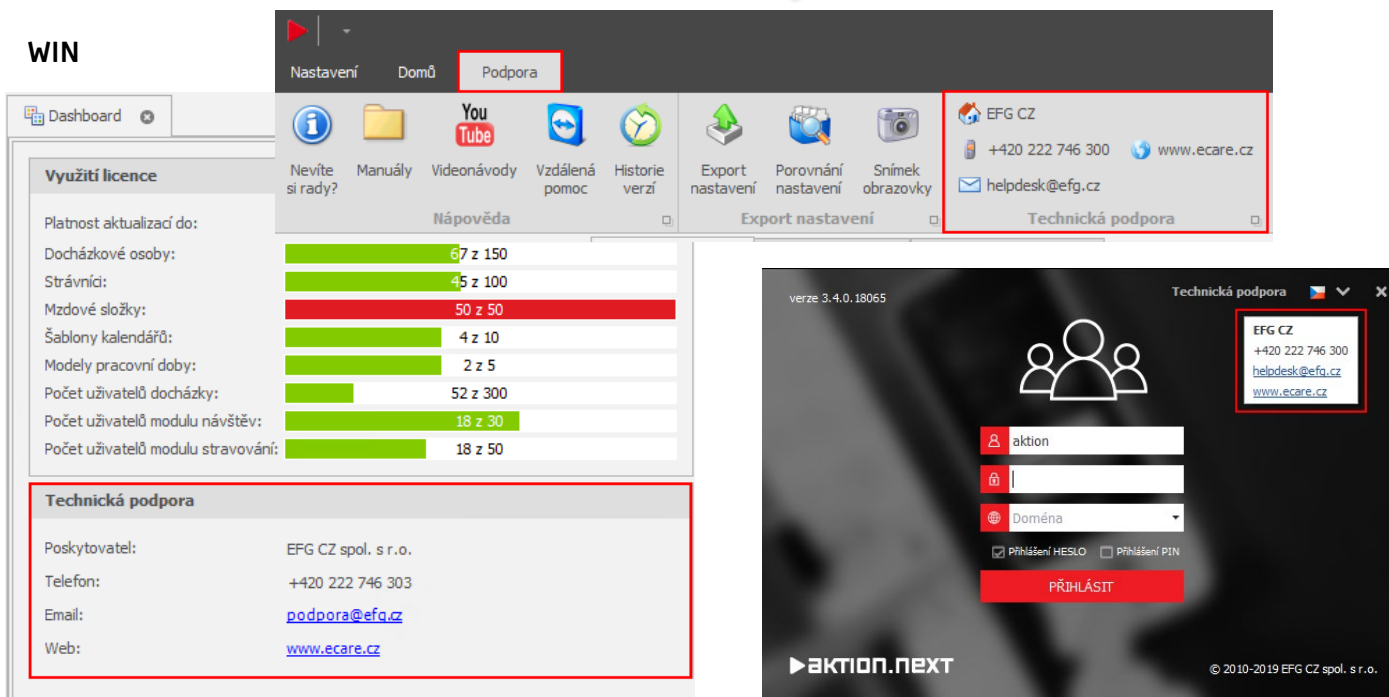 WIN
Nastavení Domů Podpora
Nevíte si rady?
Manuály
You Tube
Videonávody
Vzdálená pomoc
Historie verzí
Nápověda
Export nastavení
Porovnání nastavení
Snímek obrazovky
Export nastavení
EFG CZ
+420 222 746 300 www.ecare.cz
helpdesk@efg.cz
Technická podpora
Dashboard
Využití licence
Platnost aktualizací do:
Docházkové osoby: 67 z 150
Strávníci: 45 z 100
Mzdové složky: 50 z 50
Šablony kalendářů: 4 z 10
Modely pracovní doby: 2 z 5
Počet uživatelů docházky: 52 z 300
Počet uživatelů modulu návštěv: 18 z 30
Počet uživatelů modulu stravování: 18 z 50
Technická podpora
Poskytovatel: EFG CZ spol. s r.o.
Telefon: +420 222 746 303
Email: podpora@efg.cz
Web: www.ecare.cz
verze 3.4.0.18065
Technická podpora
EFG CZ
+420 222 746 300
helpdesk@efg.cz
www.ecare.cz
aktion
Doména
Přihlášení HESLO Přihlášení PIN
PŘIHLÁSIT
aktion.next
© 2010-2019 EFG CZ spol. s r.o.